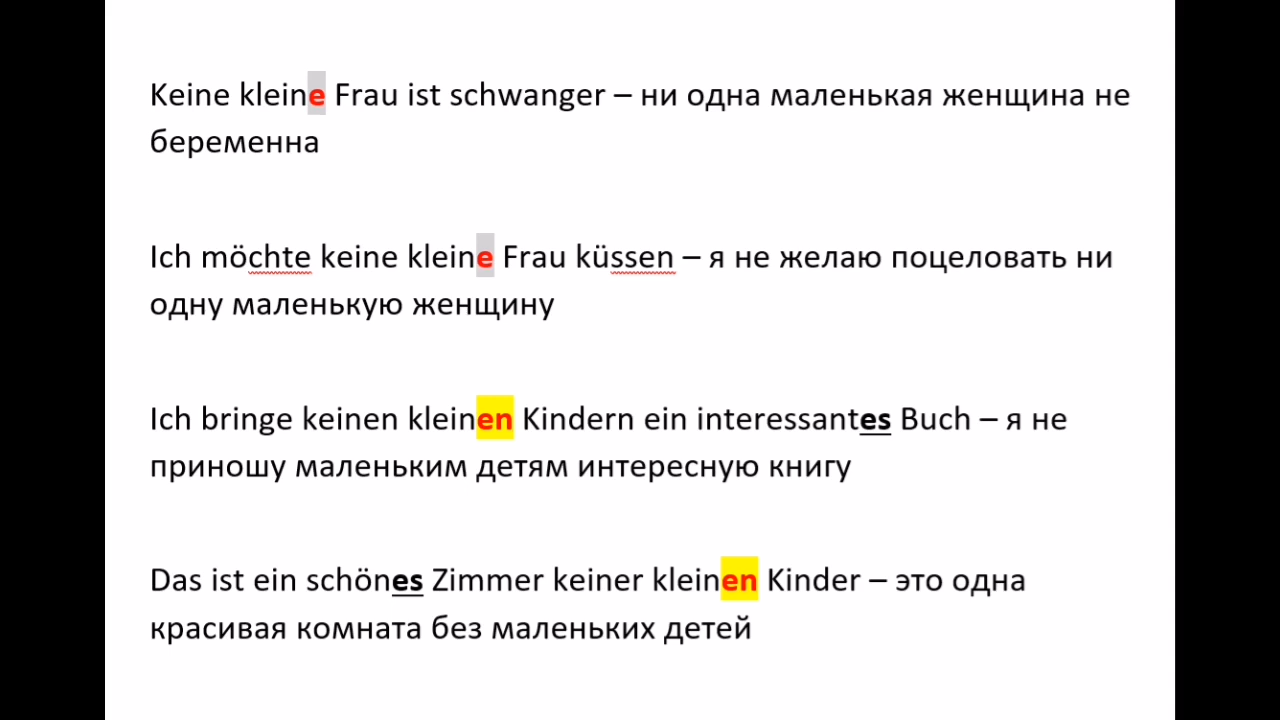 Keine kleine Frau ist schwanger – ни одна маленькая женщина не
беременна
Ich möchte keine kleine Frau küssen – я не желаю поцеловать ни
одну маленькую женщину
Ich bringe keinen kleinen Kindern ein interessantes Buch – я не
приношу маленьким детям интересную книгу
Das ist ein schönes Zimmer keiner kleinen Kinder – это одна
красивая комната без маленьких детей